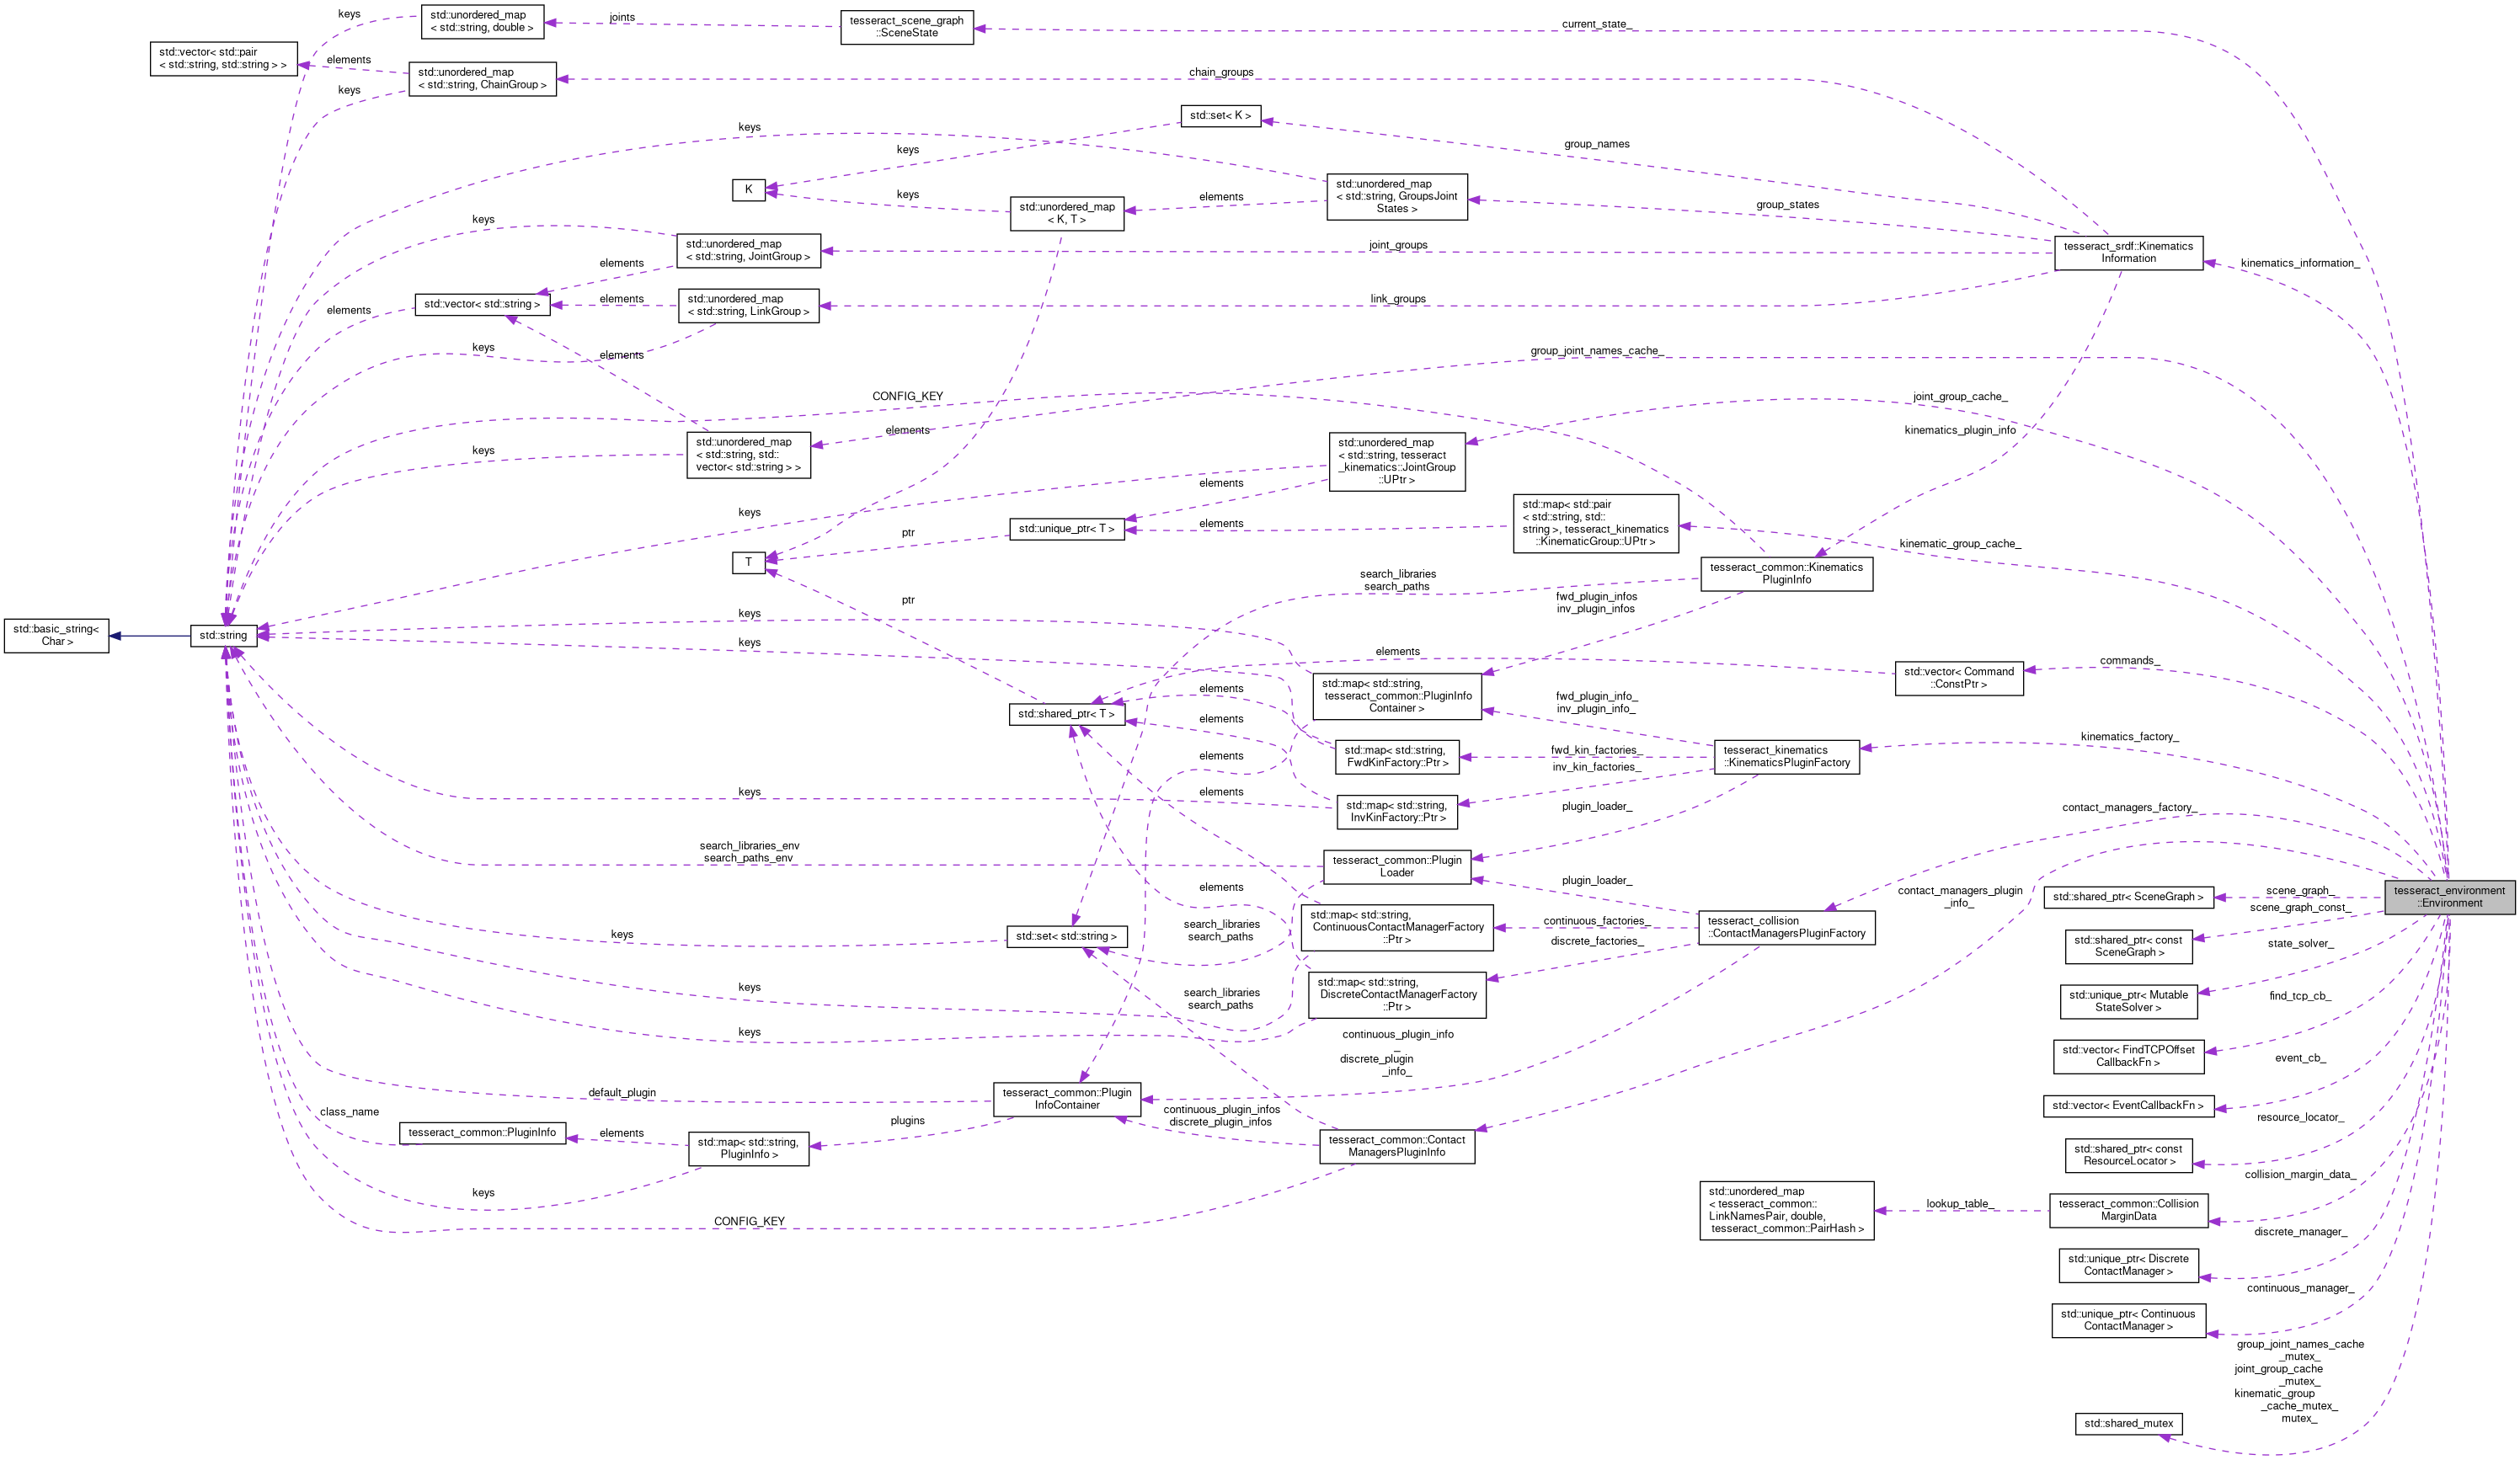 keys
std::unordered_map
< std::string, double >
joints
tesseract_scene_graph
::SceneState
current_state_
std::vector< std::pair
< std::string, std::string > >
elements
std::unordered_map
< std::string, ChainGroup >
keys
chain_groups
std::set< K >
keys
keys
group_names
K
keys
std::unordered_map
< K, T >
elements
std::unordered_map
< std::string, GroupsJoint
States >
group_states
keys
std::unordered_map
< std::string, JointGroup >
joint_groups
tesseract_srdf::Kinematics
Information
kinematics_information_
elements
std::vector< std::string >
elements
elements
std::unordered_map
< std::string, LinkGroup >
link_groups
keys
elements
group_joint_names_cache_
CONFIG_KEY
joint_group_cache_
elements
kinematics_plugin_info
std::unordered_map
< std::string, std::
vector< std::string > >
keys
std::unordered_map
< std::string, tesseract
_kinematics::JointGroup
::UPtr >
elements
keys
std::unique_ptr< T >
elements
std::map< std::pair
< std::string, std::
string >, tesseract_kinematics
::KinematicGroup::UPtr >
kinematic_group_cache_
ptr
T
tesseract_common::Kinematics
PluginInfo
search_libraries
search_paths
fwd_plugin_infos
inv_plugin_infos
ptr
keys
std::basic_string<
Char >
std::string
keys
elements
std::vector< Command
::ConstPtr >
commands_
std::map< std::string,
tesseract_common::PluginInfo
Container >
elements
std::shared_ptr< T >
elements
fwd_plugin_info_
inv_plugin_info_
elements
std::map< std::string,
FwdKinFactory::Ptr >
fwd_kin_factories_
tesseract_kinematics
::KinematicsPluginFactory
kinematics_factory_
inv_kin_factories_
keys
elements
std::map< std::string,
InvKinFactory::Ptr >
plugin_loader_
contact_managers_factory_
search_libraries_env
search_paths_env
tesseract_common::Plugin
Loader
plugin_loader_
elements
contact_managers_plugin
_info_
std::shared_ptr< SceneGraph >
scene_graph_
tesseract_environment
::Environment
scene_graph_const_
search_libraries
search_paths
std::map< std::string,
ContinuousContactManagerFactory
::Ptr >
continuous_factories_
tesseract_collision
::ContactManagersPluginFactory
discrete_factories_
keys
std::set< std::string >
std::shared_ptr< const
SceneGraph >
state_solver_
keys
search_libraries
search_paths
std::map< std::string,
DiscreteContactManagerFactory
::Ptr >
std::unique_ptr< Mutable
StateSolver >
find_tcp_cb_
keys
continuous_plugin_info
_
discrete_plugin
_info_
std::vector< FindTCPOffset
CallbackFn >
event_cb_
default_plugin
tesseract_common::Plugin
InfoContainer
class_name
continuous_plugin_infos
discrete_plugin_infos
std::vector< EventCallbackFn >
resource_locator_
tesseract_common::PluginInfo
elements
std::map< std::string,
PluginInfo >
plugins
tesseract_common::Contact
ManagersPluginInfo
std::shared_ptr< const
ResourceLocator >
collision_margin_data_
keys
CONFIG_KEY
std::unordered_map
< tesseract_common::
LinkNamesPair, double,
tesseract_common::PairHash >
lookup_table_
tesseract_common::Collision
MarginData
discrete_manager_
std::unique_ptr< Discrete
ContactManager >
continuous_manager_
std::unique_ptr< Continuous
ContactManager >
group_joint_names_cache
_mutex_
joint_group_cache
_mutex_
kinematic_group
_cache_mutex_
mutex_
std::shared_mutex